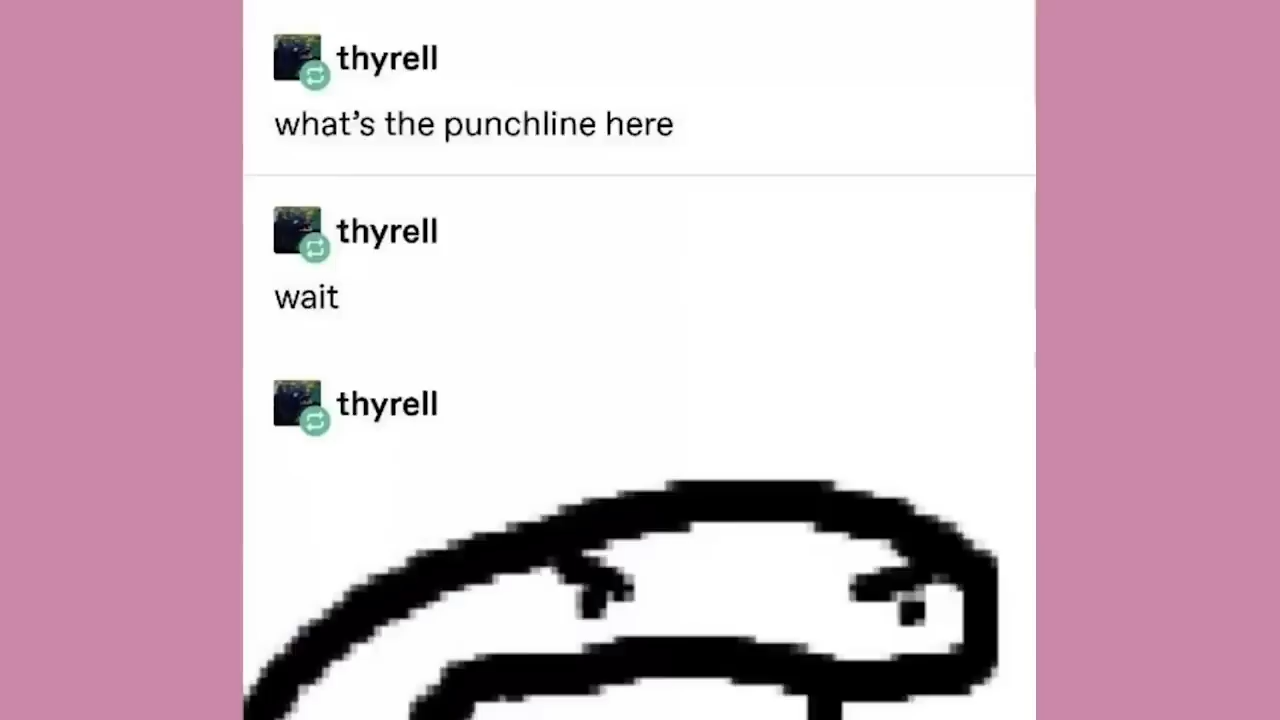 thyrell
what’s the punchline here
thyrell
wait
thyrell